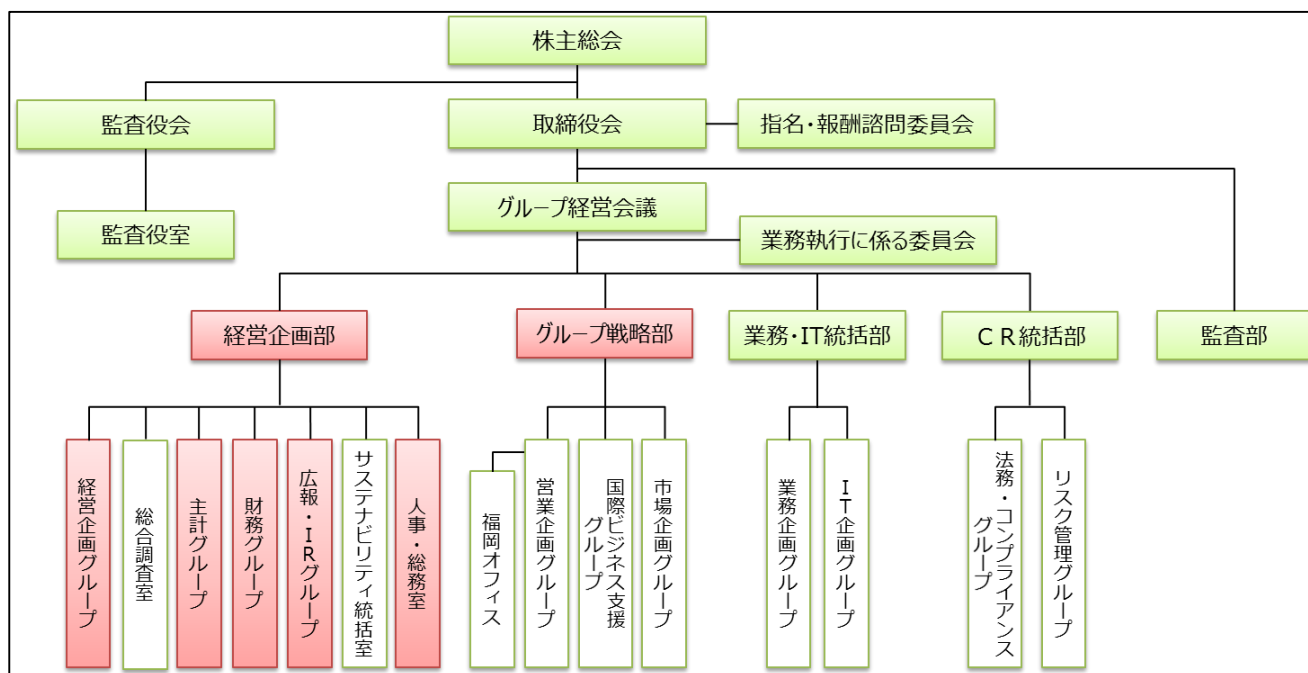 株主総会
監査役会
取締役会
指名・報酬諮問委員会
グループ経営会議
監査役室
業務執行に係る委員会
経営企画部
グループ戦略部
業務・IT統括部
ＣＲ統括部
監査部
経営企画グループ
総合調査室
主計グループ
財務グループ
広報・ＩＲグループ
サステナビリティ統括室
人事・総務室
福岡オフィス
営業企画グループ
国際ビジネス支援
グループ
市場企画グループ
業務企画グループ
ＩＴ企画グループ
法務・コンプライアンス
グループ
リスク管理グループ